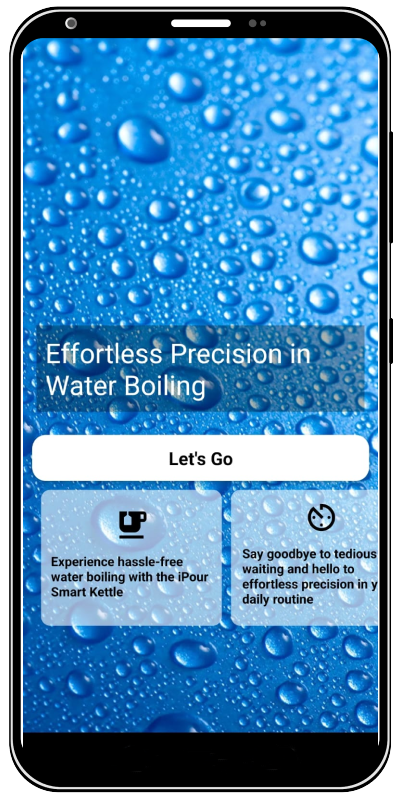 Effortless Precision in
Water Boiling
Let's Go
Experience hassle-free
water boiling with the iPour
Smart Kettle
Say goodbye to tedious
waiting and hello to
effortless precision in y
daily routine